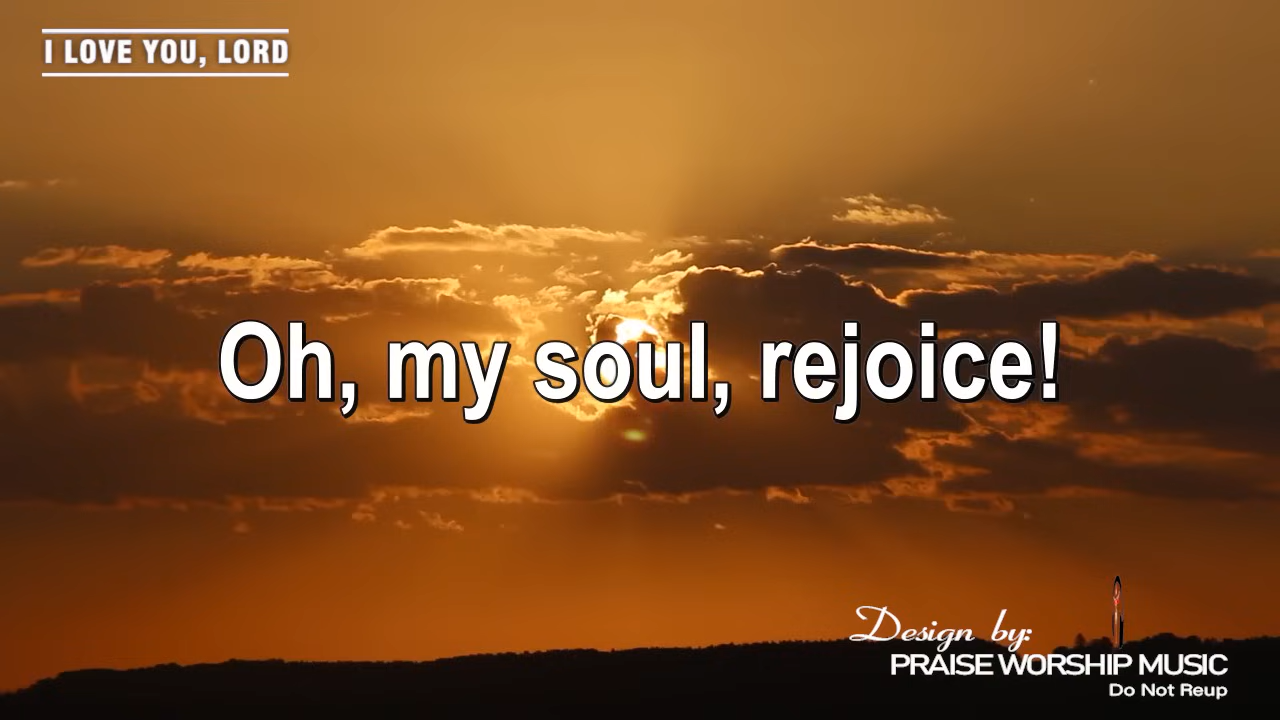 I LOVE YOU, LORD
Oh, my soul, rejoice!
Design by:
PRAISE WORSHIP MUSIC
Do Not Reup